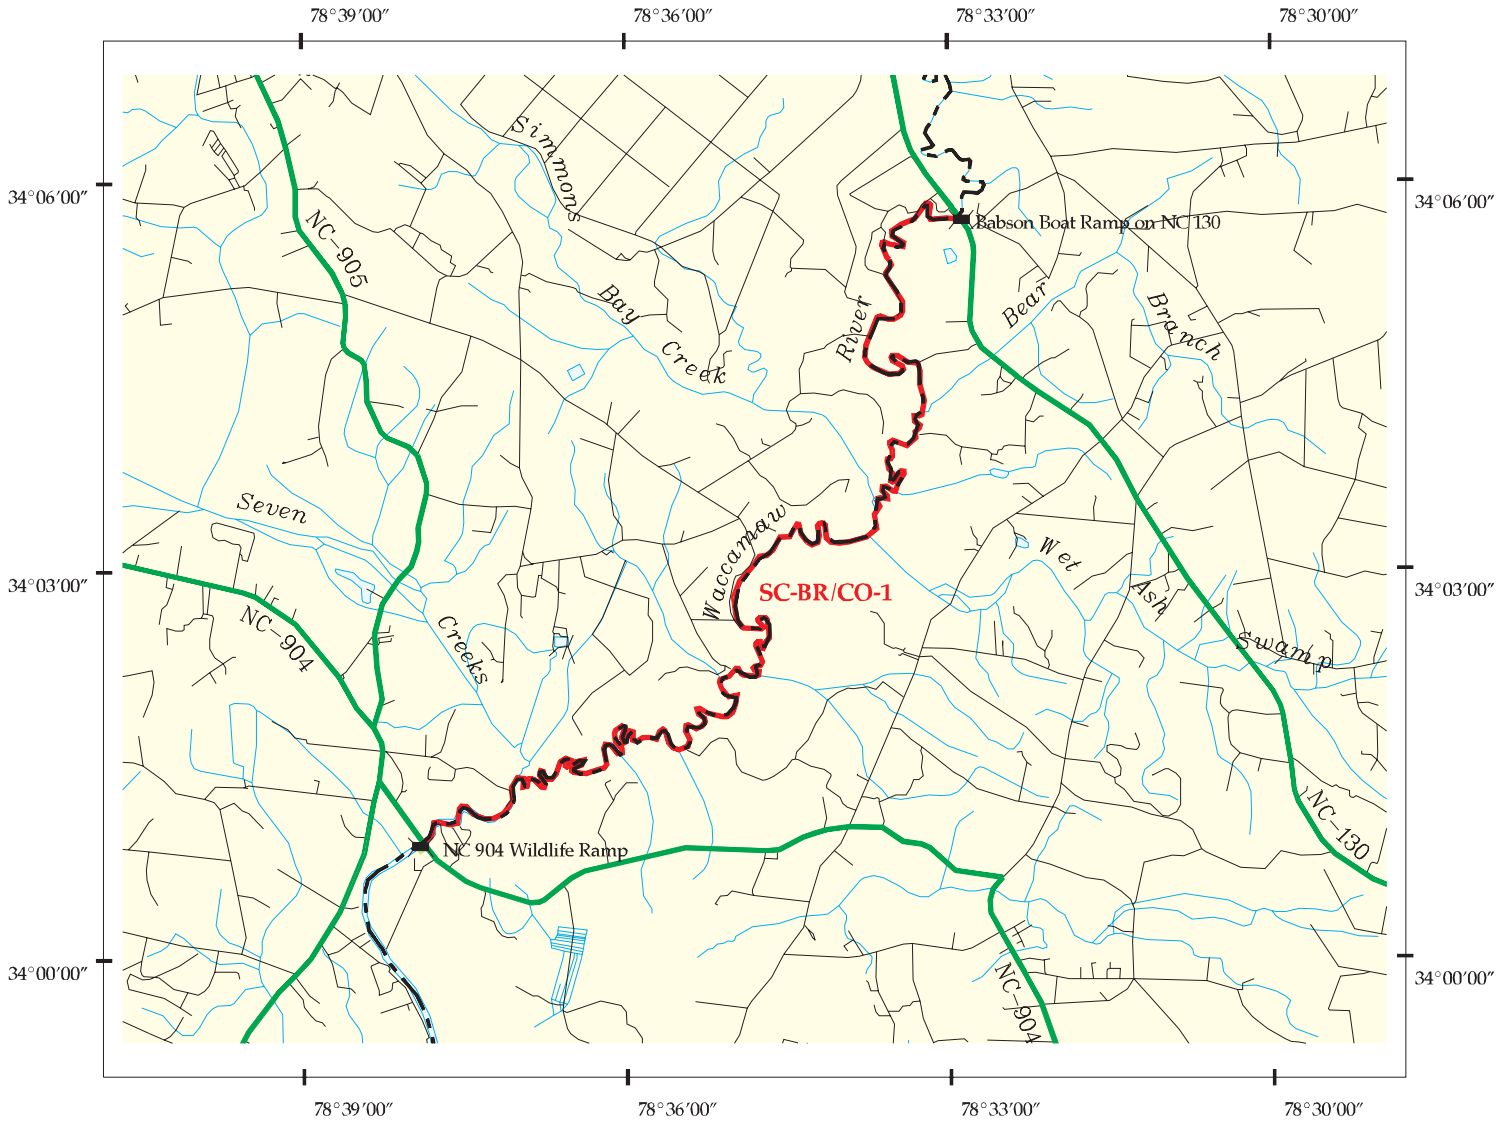 78°39'00" 78°36'00" 78°33'00" 78°30'00"
Simmons
34°06'00" 34°06'00"
NC-905
Babson Boat Ramp on NC 130
Bay
Creek
River
Bear
Branch
Seven
Waccamaw
Wet
Ash
Swamp
34°03'00" 34°03'00"
SC-BR/CO-1
NC-904
Creeks
NC-130
NC 904 Wildlife Ramp
34°00'00" 34°00'00"
NC-904
78°39'00" 78°36'00" 78°33'00" 78°30'00"